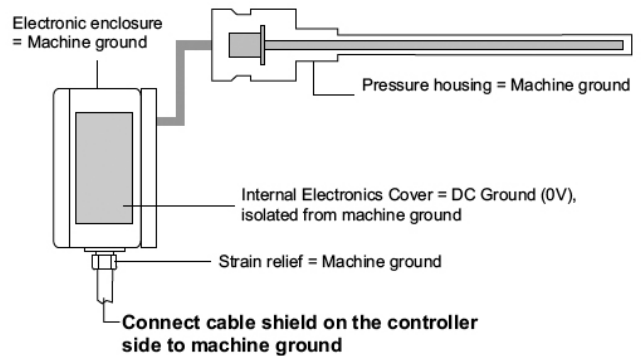 Electronic enclosure
= Machine ground
Pressure housing = Machine ground
Internal Electronics Cover = DC Ground (0V),
isolated from machine ground
Strain relief = Machine ground
Connect cable shield on the controller
side to machine ground